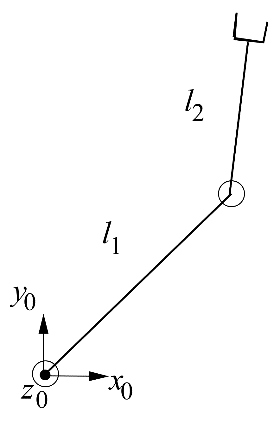 l₂
l₁
y₀
x₀
z₀